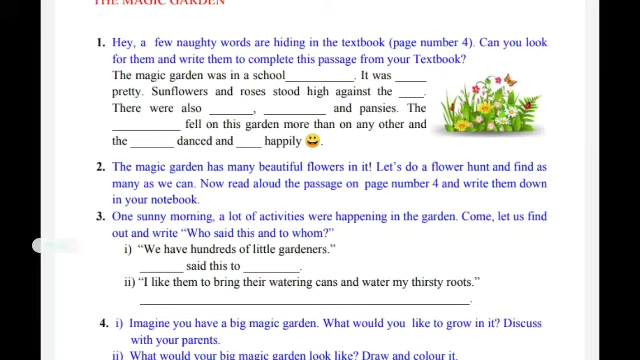 THE MAGIC GARDEN
1. Hey, a few naughty words are hiding in the textbook (page number 4). Can you look
for them and write them to complete this passage from your Textbook?
The magic garden was in a school____________. It was _____
pretty. Sunflowers and roses stood high against the ____.
There were also _______, __________ and pansies. The
___________ fell on this garden more than on any other and
the _______ danced and ____ happily 😀.
2. The magic garden has many beautiful flowers in it! Let's do a flower hunt and find as
many as we can. Now read aloud the passage on page number 4 and write them down
in your notebook.
3. One sunny morning, a lot of activities were happening in the garden. Come, let us find
out and write "Who said this and to whom?"
i) "We have hundreds of little gardeners."
_______ said this to _________.
ii) "I like them to bring their watering cans and water my thirsty roots."
______________________________________________________
4. i) Imagine you have a big magic garden. What would you like to grow in it? Discuss
with your parents.
ii) What would your big magic garden look like? Draw and colour it.